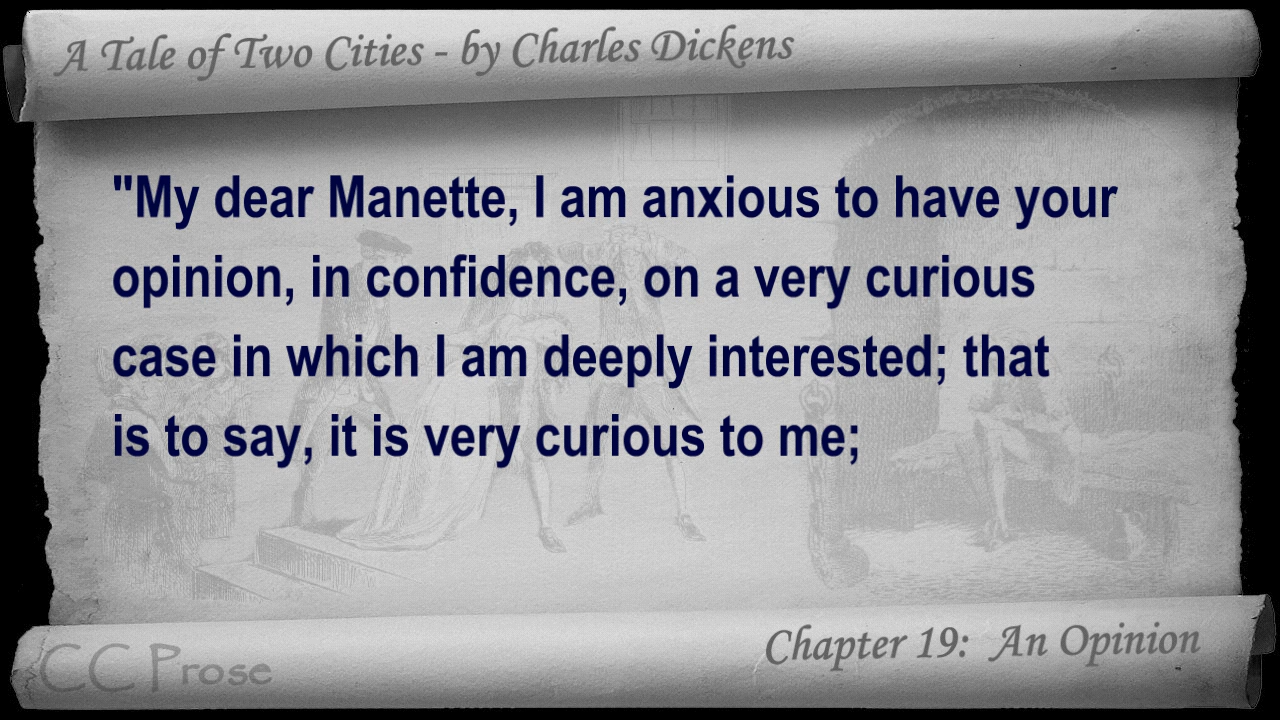 A Tale of Two Cities - by Charles Dickens
"My dear Manette, I am anxious to have your
opinion, in confidence, on a very curious
case in which I am deeply interested; that
is to say, it is very curious to me;
Chapter 19: An Opinion
CC Prose